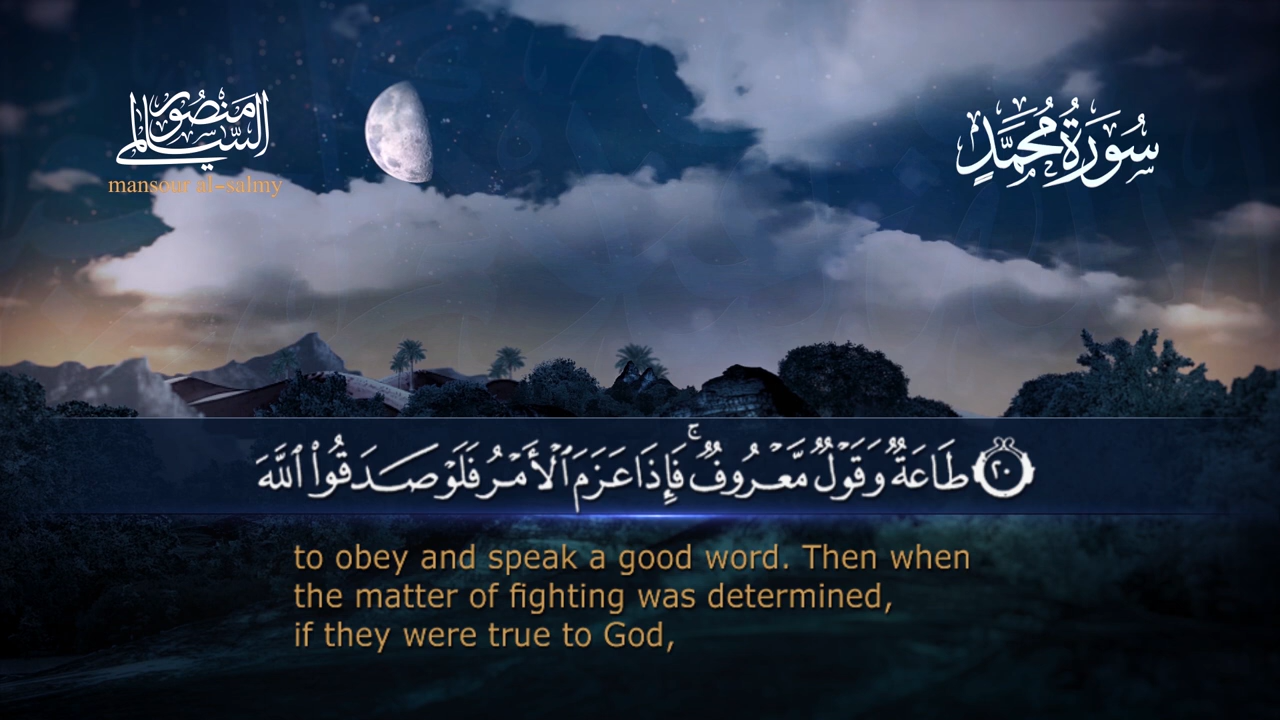 منصور
السالمي
mansour al-salmy
سُورَةُ مُحَمَّدٍ
٢٠ طَاعَةٌ وَقَوْلٌ مَّعْرُوفٌ ۚ فَإِذَا عَزَمَ ٱلْأَمْرُ فَلَوْ صَدَقُوا۟ ٱللَّهَ
to obey and speak a good word. Then when
the matter of fighting was determined,
if they were true to God,